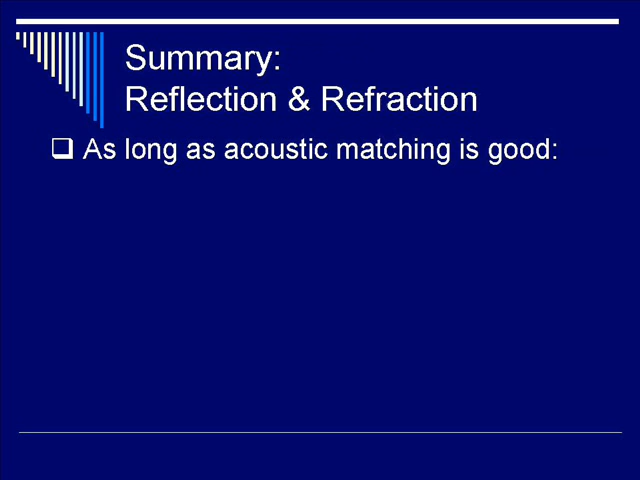 Summary:
Reflection & Refraction
As long as acoustic matching is good: